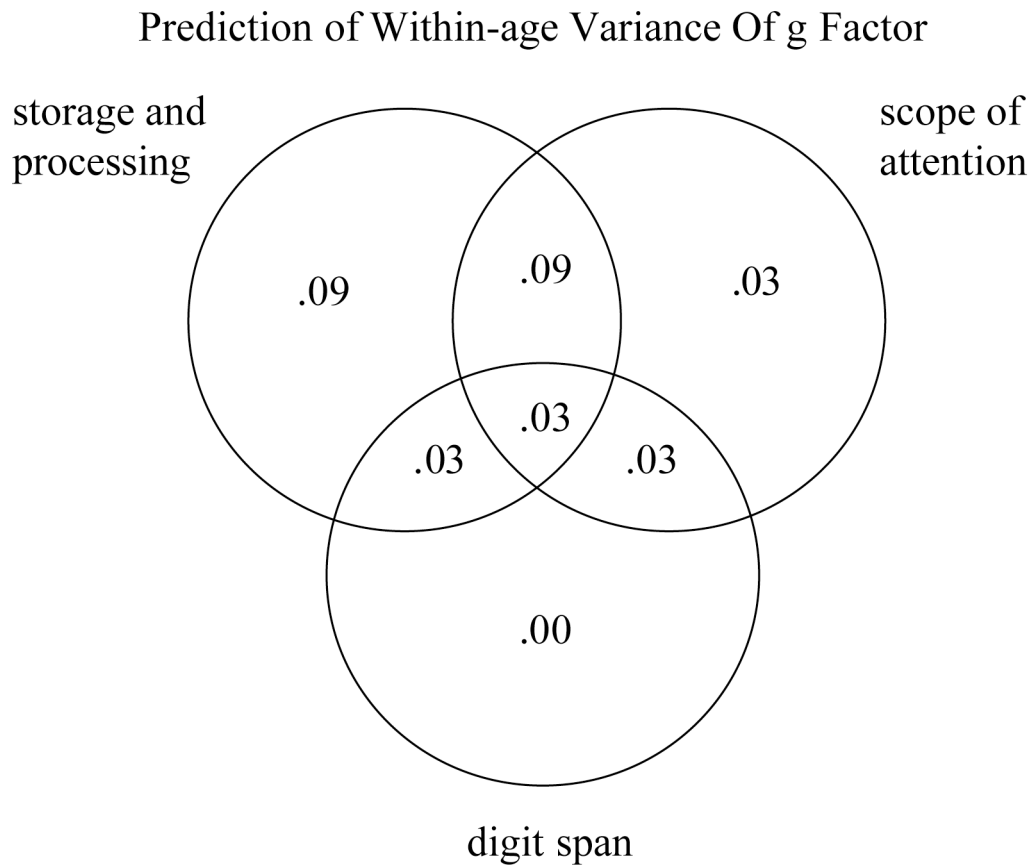 Prediction of Within-age Variance Of g Factor
storage and
processing
scope of
attention
.09
.09
.03
.03
.03
.03
.00
digit span